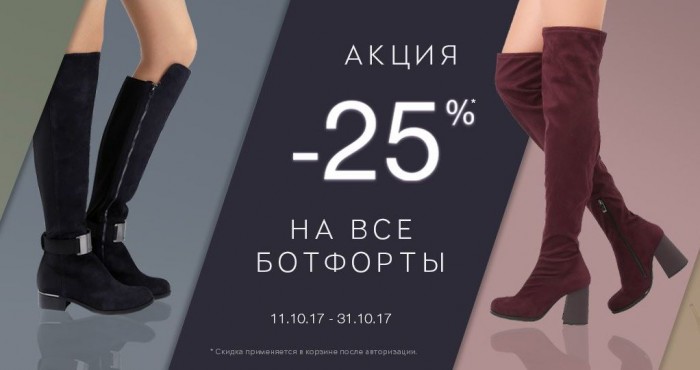 АКЦИЯ
-25%*
НА ВСЕ
БОТФОРТЫ
11.10.17 - 31.10.17
* Скидка применяется в корзине после авторизации.